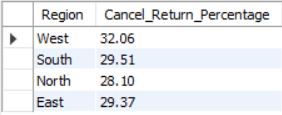 Region Cancel_Return_Percentage
West 32.06
South 29.51
North 28.10
East 29.37